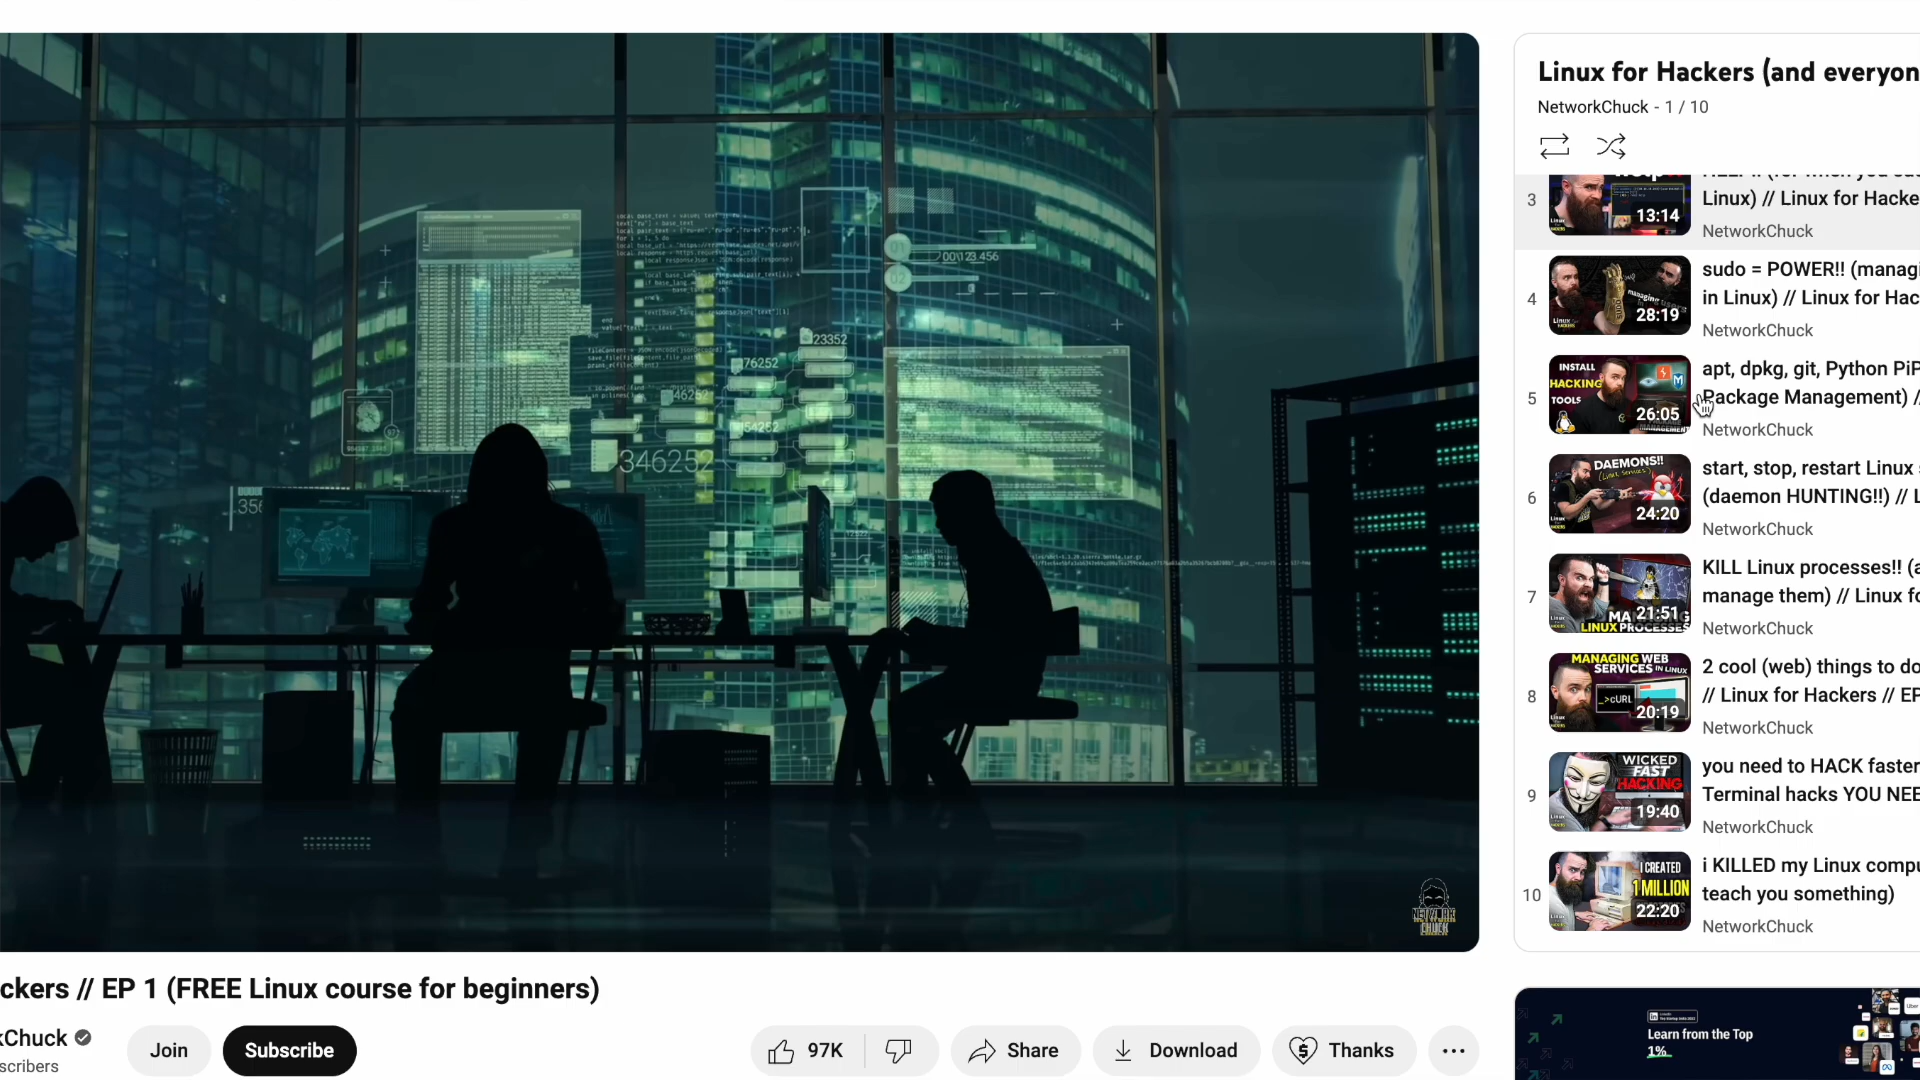 Linux for Hackers (and everyon
NetworkChuck - 1 / 10
3
13:14
Linux) // Linux for Hacke
NetworkChuck
4
28:19
sudo = POWER!! (managi
in Linux) // Linux for Hac
NetworkChuck
5
INSTALL
HACKING
TOOLS
26:05
apt, dpkg, git, Python PiP
Package Management) //
NetworkChuck
6
DAEMONS!!
24:20
start, stop, restart Linux
(daemon HUNTING!!) // L
NetworkChuck
7
21:51
LINUX PROCESSES
KILL Linux processes!! (a
manage them) // Linux fo
NetworkChuck
8
MANAGING WEB
SERVICES IN LINUX
_>cURL
20:19
2 cool (web) things to do
// Linux for Hackers // EP
NetworkChuck
9
WICKED
FAST
HACKING
19:40
you need to HACK faster
Terminal hacks YOU NEE
NetworkChuck
10
I CREATED
1 MILLION
22:20
i KILLED my Linux compu
teach you something)
NetworkChuck
01
00\123.456
02
23352
76252
46252
54252
346252
.356
NETWORK
CHUCK
ckers // EP 1 (FREE Linux course for beginners)
kChuck
scribers
Join
Subscribe
97K
Share
Download
Thanks
Learn from the Top
1%